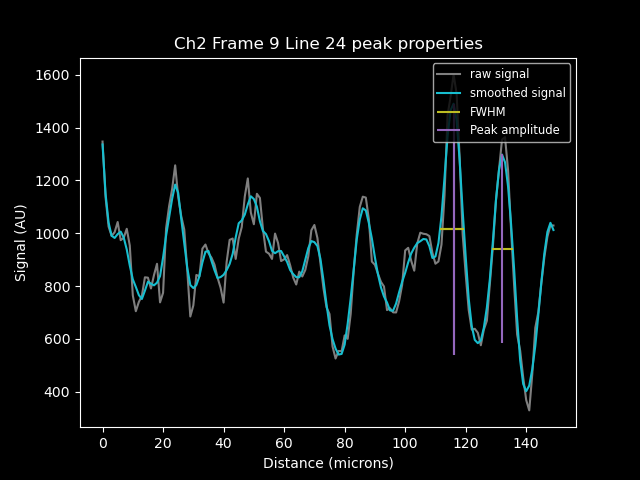 Ch2 Frame 9 Line 24 peak properties
raw signal
smoothed signal
FWHM
Peak amplitude
1600
1400
1200
1000
800
600
400
Signal (AU)
0 20 40 60 80 100 120 140
Distance (microns)